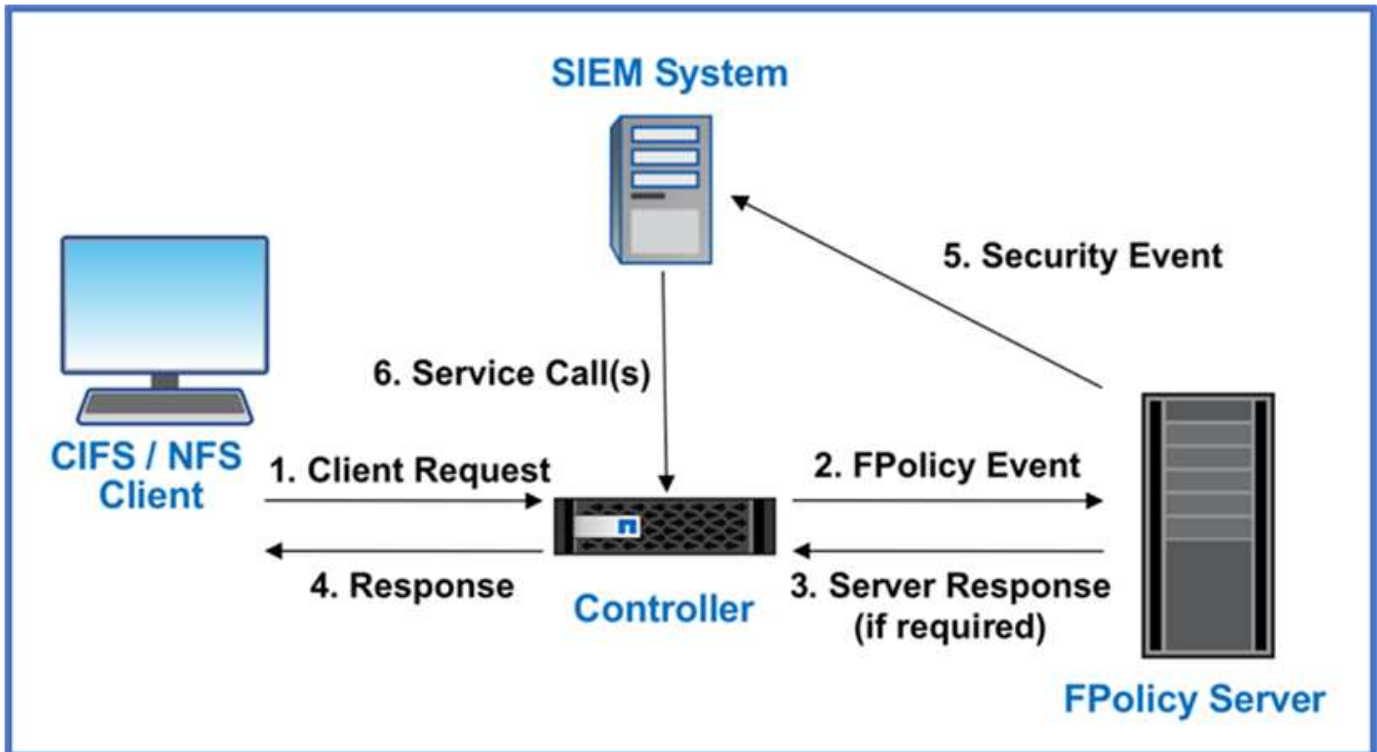 SIEM System
5. Security Event
6. Service Call(s)
CIFS / NFS
Client
1. Client Request
2. FPolicy Event
4. Response
3. Server Response
(if required)
Controller
FPolicy Server